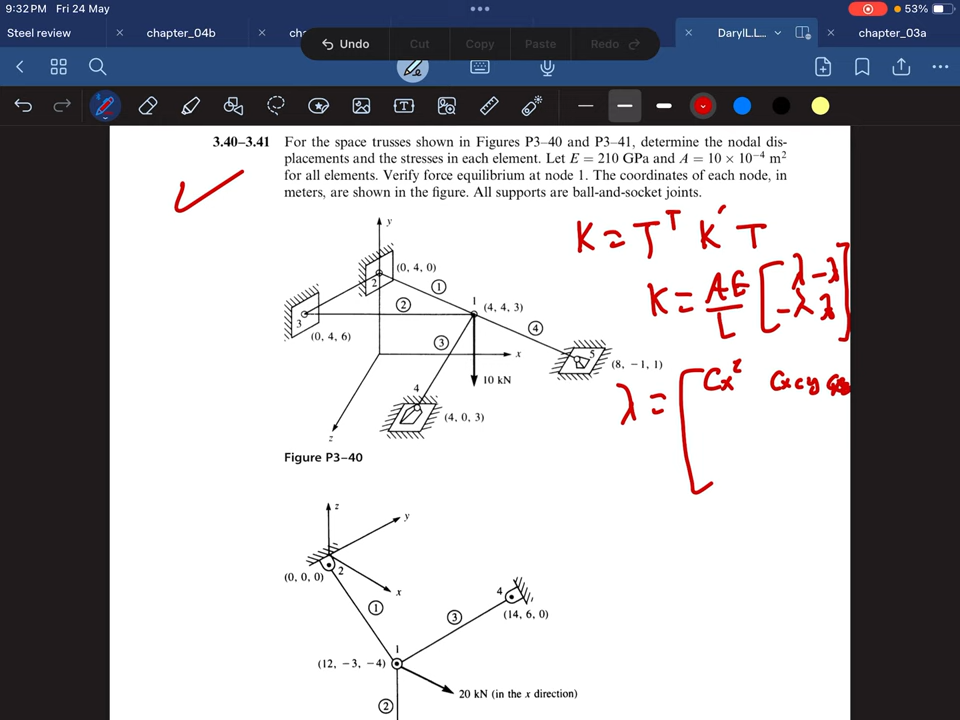 9:32 PM Fri 24 May
53%
Steel review
chapter_04b
DarylL.L...
chapter_03a
Undo
Cut
Copy
Paste
Redo
3.40–3.41 For the space trusses shown in Figures P3–40 and P3–41, determine the nodal dis-
placements and the stresses in each element. Let E = 210 GPa and A = 10 × 10⁻⁴ m²
for all elements. Verify force equilibrium at node 1. The coordinates of each node, in
meters, are shown in the figure. All supports are ball-and-socket joints.
K = Tᵀ K' T
K = AE/L [λ -λ
-λ λ]
λ = [Cx² CxCy
y
2
(0, 4, 0)
1
1
(4, 4, 3)
2
3
(0, 4, 6)
3
4
x
5
(8, −1, 1)
10 kN
4
(4, 0, 3)
z
Figure P3–40
z
y
(0, 0, 0)
2
x
1
3
4
(14, 6, 0)
1
(12, −3, −4)
20 kN (in the x direction)
2